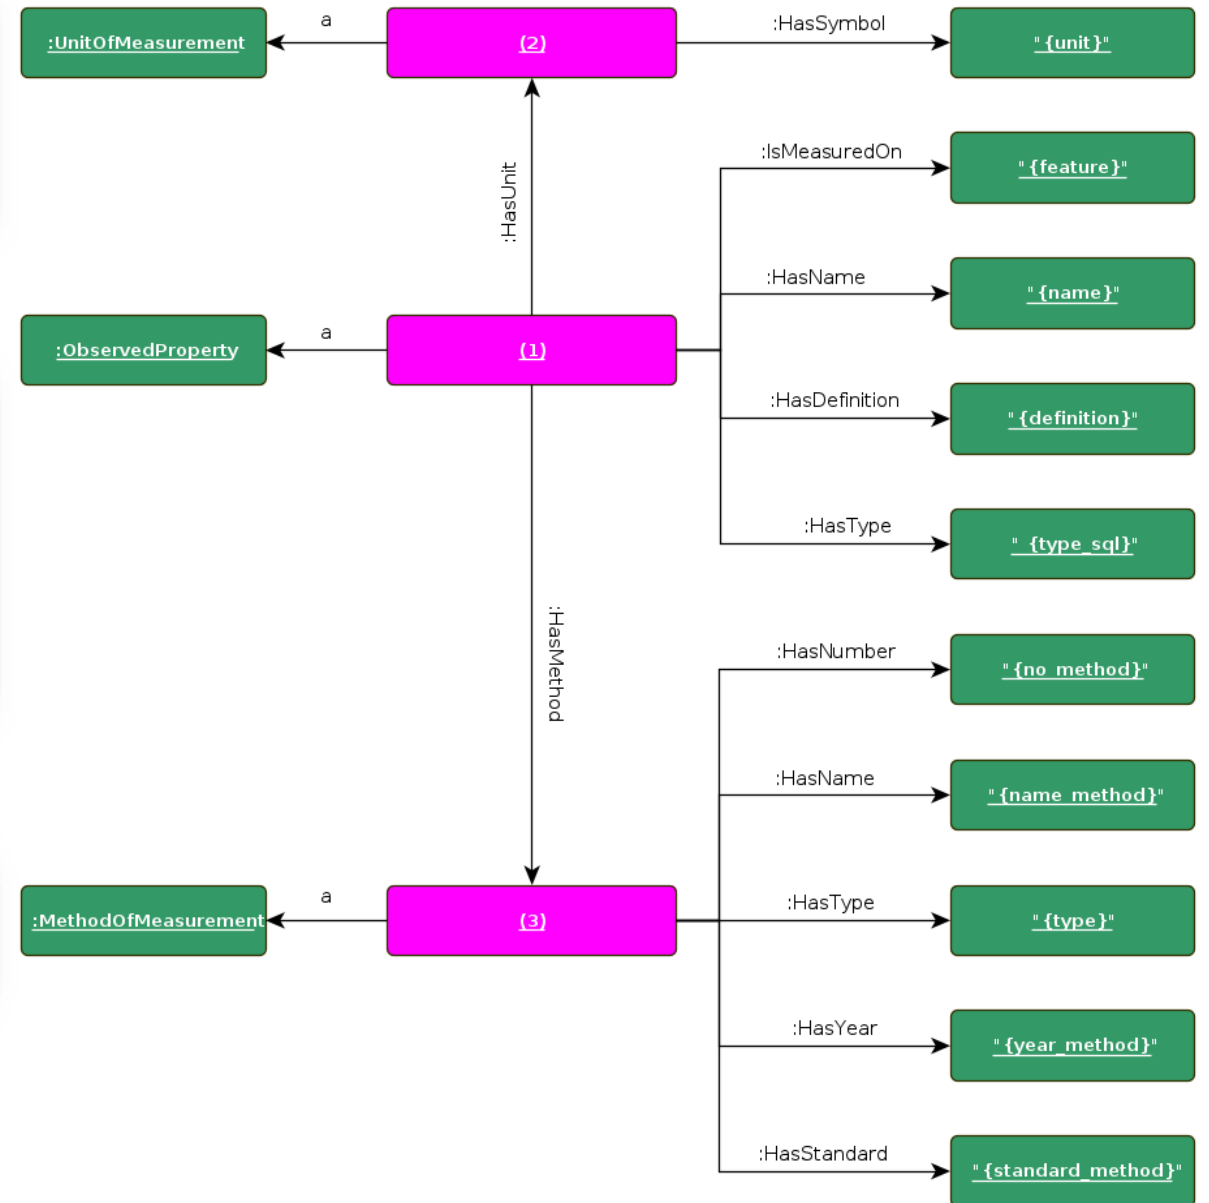 a
:HasSymbol
:UnitOfMeasurement
(2)
"{unit}"
:IsMeasuredOn
"{feature}"
:HasUnit
:HasName
"{name}"
a
:ObservedProperty
(1)
:HasDefinition
"{definition}"
:HasType
" {type_sql}"
:HasMethod
:HasNumber
"{no_method}"
:HasName
"{name_method}"
a
:HasType
:MethodOfMeasurement
(3)
"{type}"
:HasYear
"{year_method}"
:HasStandard
"{standard_method}"